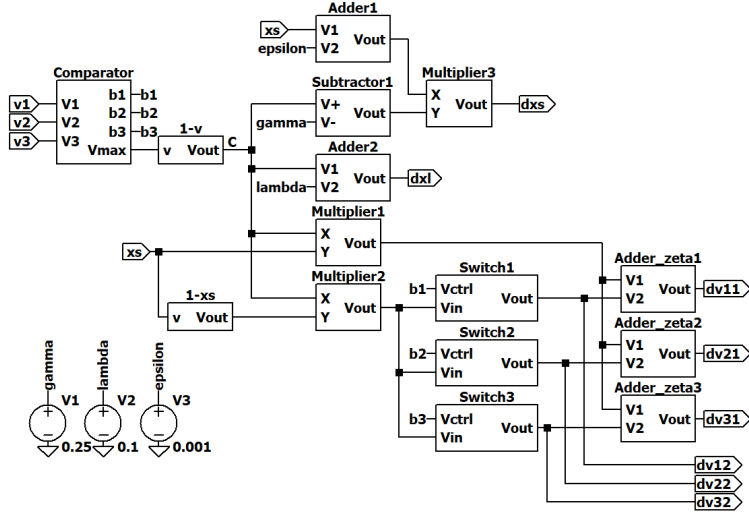 Adder1
xs V1
Vout
epsilon V2
Comparator
Subtractor1
Multiplier3
b1 b1
V+
X
v1 V1
Vout
Vout dxs
v2 V2
b2 b2
gamma V-
Y
b3 b3
v3 V3
1-v
C
Vmax
v Vout
Adder2
V1
Vout dxl
lambda V2
Multiplier1
X
Vout
xs
Y
Switch1
Adder_zeta1
Multiplier2
V1
b1 Vctrl
X
Vout
Vout dv11
1-xs
Vout
Vin
V2
v Vout
Y
Switch2
Adder_zeta2
V1
b2 Vctrl
Vout
Vout dv21
gamma
lambda
epsilon
Vin
V2
Switch3
Adder_zeta3
V1 V2 V3
V1
b3 Vctrl
Vout
Vout dv31
Vin
V2
0.25 0.1 0.001
dv12
dv22
dv32